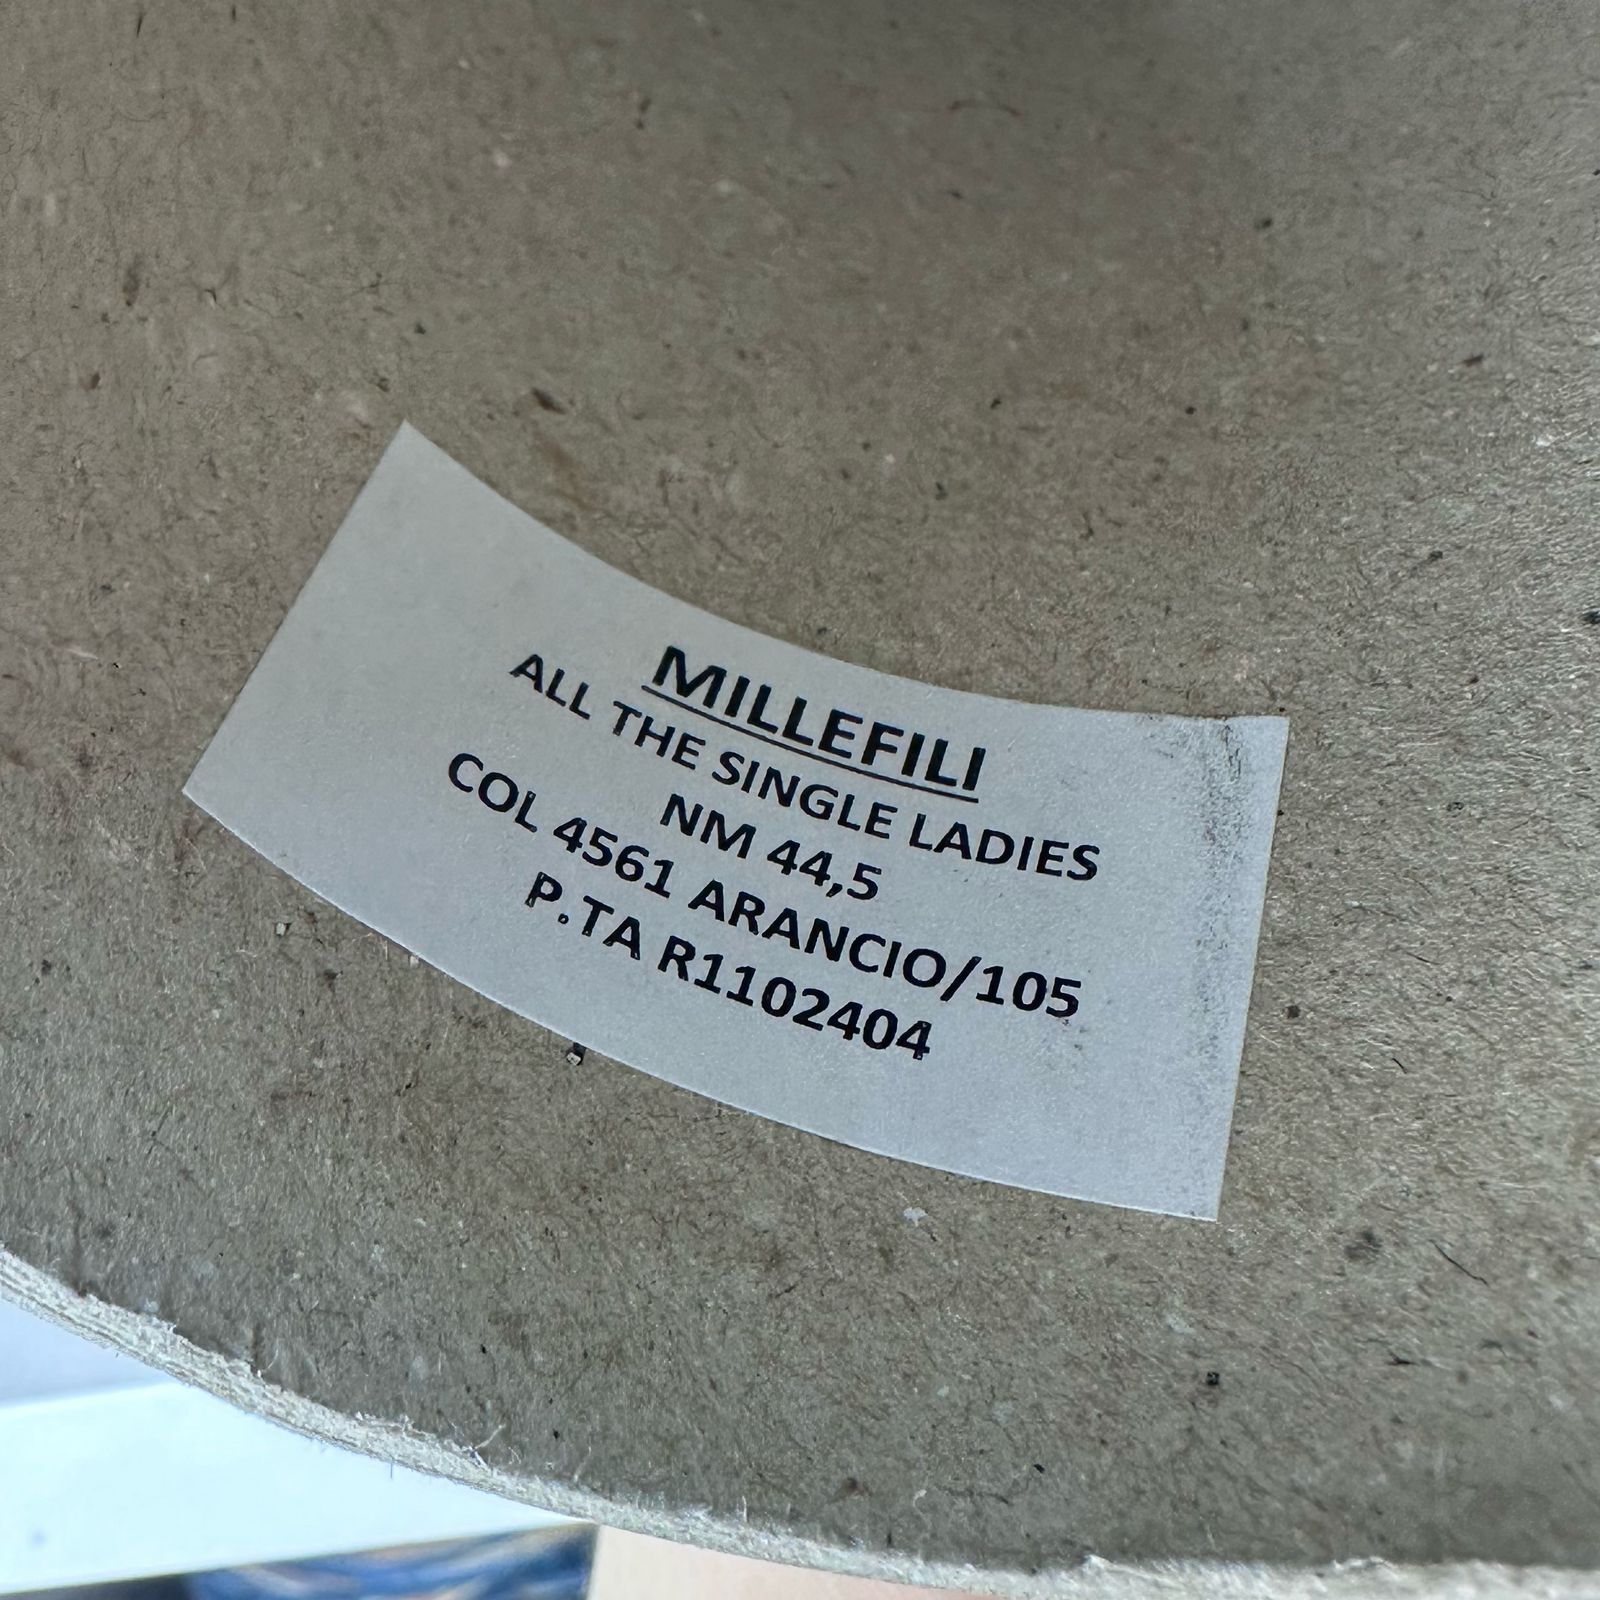 MILLEFILI
ALL THE SINGLE LADIES
NM 44,5
COL 4561 ARANCIO/105
P.TA R1102404